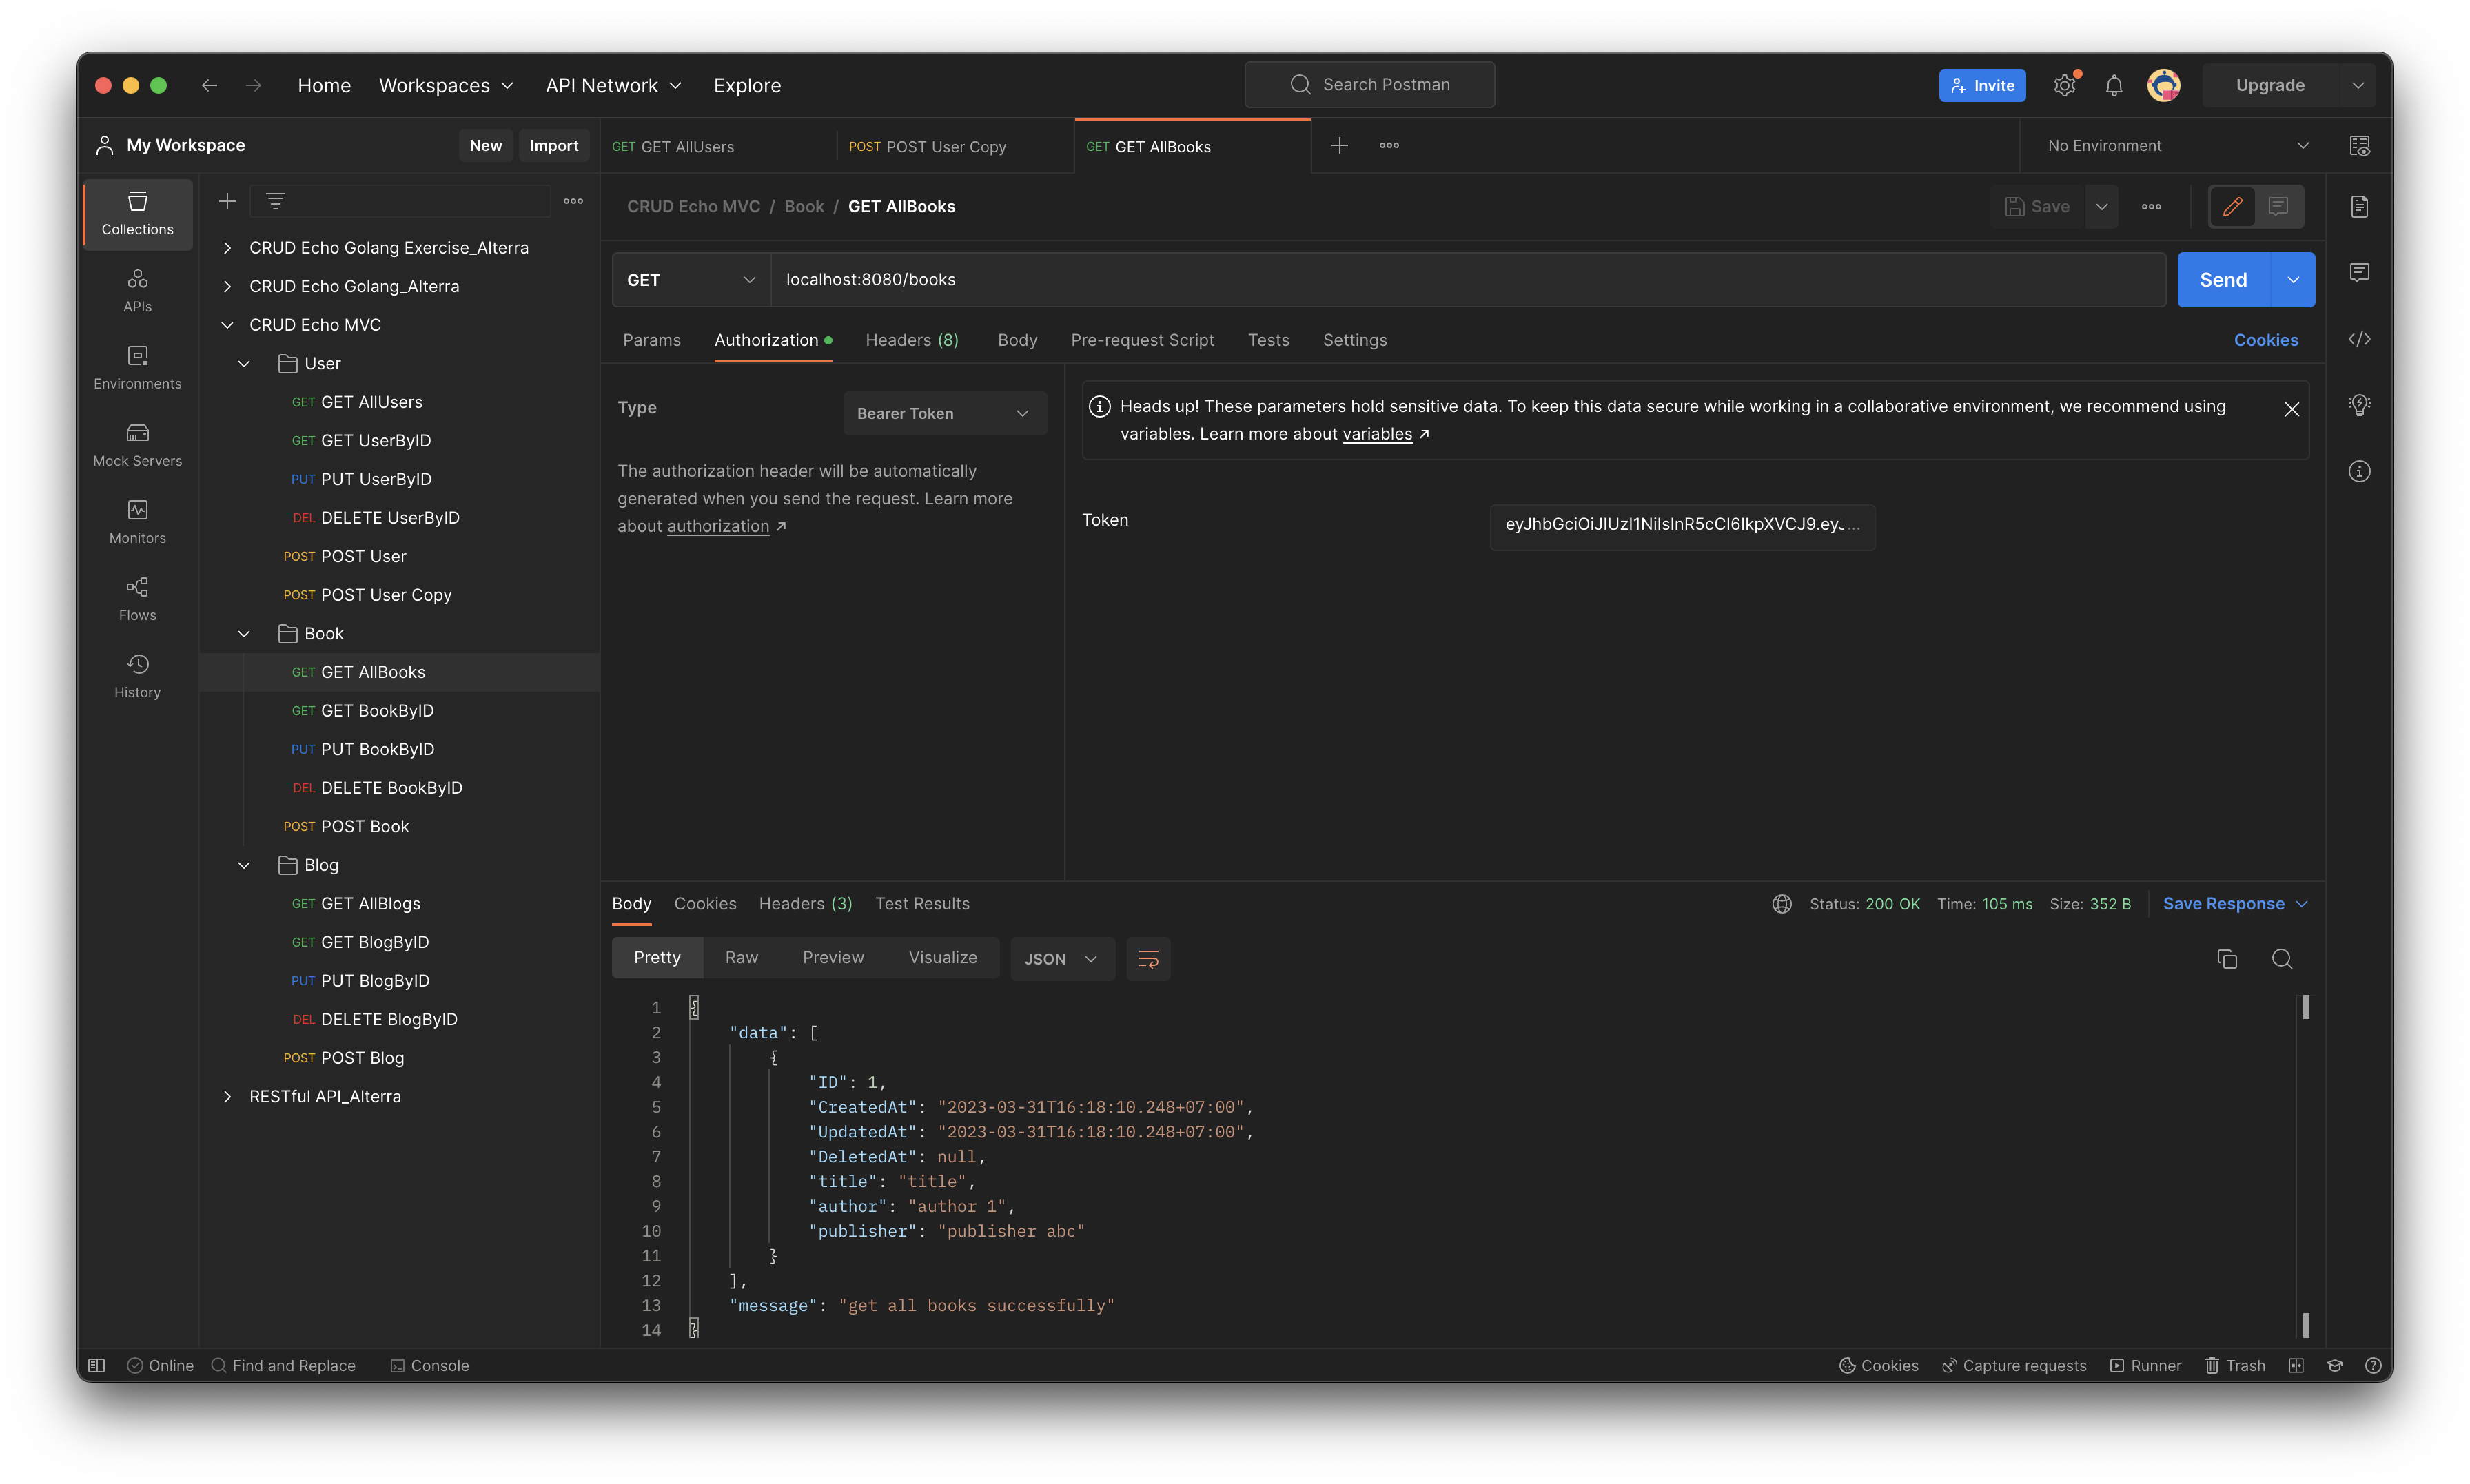 Home Workspaces API Network Explore Search Postman Invite Upgrade
My Workspace New Import
GET GET AllUsers POST POST User Copy GET GET AllBooks No Environment
Collections
APIs
Environments
Mock Servers
Monitors
Flows
History
CRUD Echo Golang Exercise_Alterra
CRUD Echo Golang_Alterra
CRUD Echo MVC
User
GET GET AllUsers
GET GET UserByID
PUT PUT UserByID
DEL DELETE UserByID
POST POST User
POST POST User Copy
Book
GET GET AllBooks
GET GET BookByID
PUT PUT BookByID
DEL DELETE BookByID
POST POST Book
Blog
GET GET AllBlogs
GET GET BlogByID
PUT PUT BlogByID
DEL DELETE BlogByID
POST POST Blog
RESTful API_Alterra
CRUD Echo MVC / Book / GET AllBooks Save
GET localhost:8080/books Send
Params Authorization Headers (8) Body Pre-request Script Tests Settings Cookies
Type Bearer Token
The authorization header will be automatically
generated when you send the request. Learn more
about authorization ↗
Heads up! These parameters hold sensitive data. To keep this data secure while working in a collaborative environment, we recommend using
variables. Learn more about variables ↗
Token eyJhbGciOiJIUzI1NiIsInR5cCI6IkpXVCJ9.eyJ...
Body Cookies Headers (3) Test Results Status: 200 OK Time: 105 ms Size: 352 B Save Response
Pretty Raw Preview Visualize JSON
1 {
2 "data": [
3 {
4 "ID": 1,
5 "CreatedAt": "2023-03-31T16:18:10.248+07:00",
6 "UpdatedAt": "2023-03-31T16:18:10.248+07:00",
7 "DeletedAt": null,
8 "title": "title",
9 "author": "author 1",
10 "publisher": "publisher abc"
11 }
12 ],
13 "message": "get all books successfully"
14 }
Online Find and Replace Console Cookies Capture requests Runner Trash